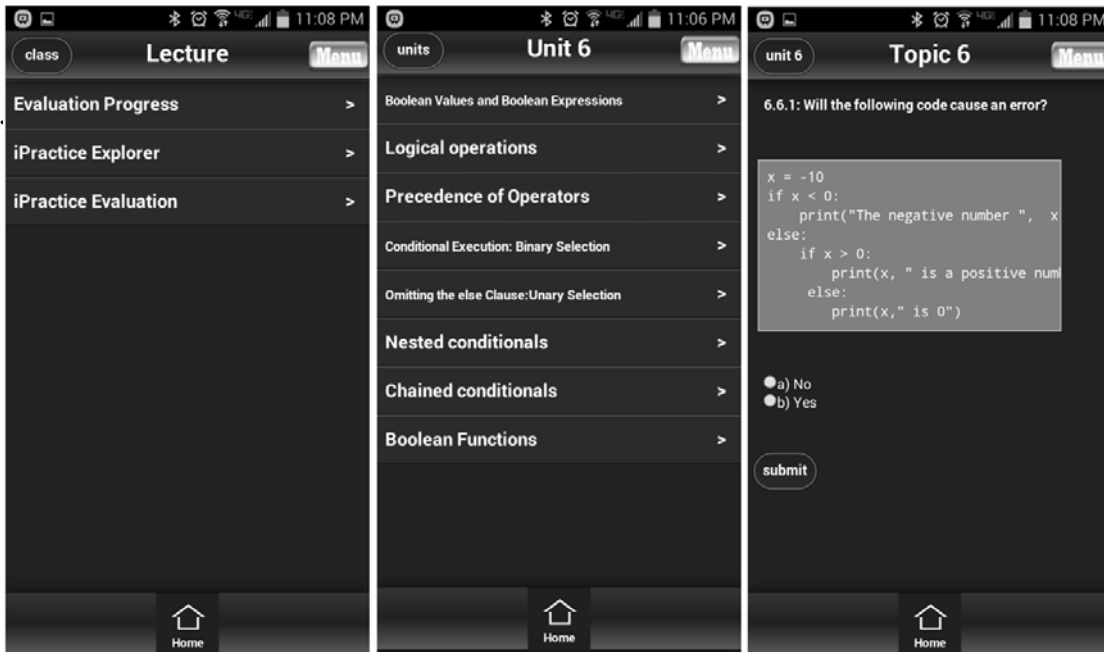 4G 11:08 PM
class Lecture Menu
Evaluation Progress >
iPractice Explorer >
iPractice Evaluation >
Home
4G 11:06 PM
units Unit 6 Menu
Boolean Values and Boolean Expressions >
Logical operations >
Precedence of Operators >
Conditional Execution: Binary Selection >
Omitting the else Clause:Unary Selection >
Nested conditionals >
Chained conditionals >
Boolean Functions >
Home
4G 11:08 PM
unit 6 Topic 6 Menu
6.6.1: Will the following code cause an error?
x = -10
if x < 0:
    print("The negative number ",  x
else:
    if x > 0:
        print(x, " is a positive num
     else:
        print(x," is 0")
a) No
b) Yes
submit
Home